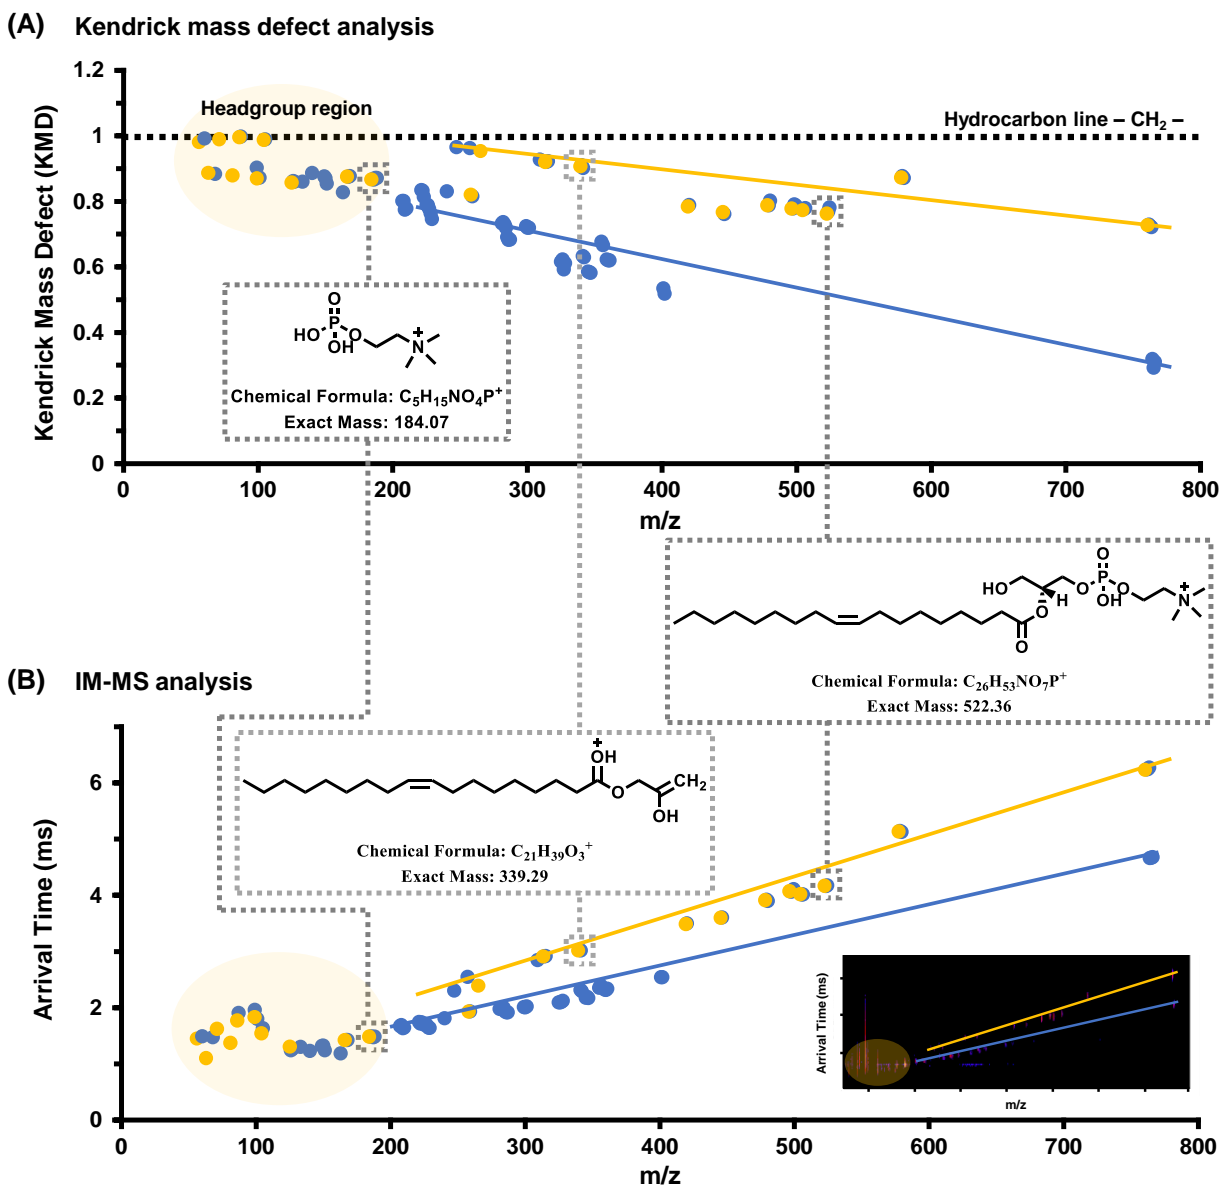 (A) Kendrick mass defect analysis
Kendrick Mass Defect (KMD)
1.2
1
0.8
0.6
0.4
0.2
0
Headgroup region
Hydrocarbon line – CH₂ –
O
P
HO
OH
O
N
+
Chemical Formula: C₅H₁₅NO₄P⁺
Exact Mass: 184.07
0 100 200 300 400 500 600 700 800
m/z
O
HO
O
P
O
OH
N
+
H
O
O
Chemical Formula: C₂₆H₅₃NO₇P⁺
Exact Mass: 522.36
(B) IM-MS analysis
Arrival Time (ms)
6
4
2
0
+
OH
O
CH₂
OH
Chemical Formula: C₂₁H₃₉O₃⁺
Exact Mass: 339.29
Arrival Time (ms)
m/z
0 100 200 300 400 500 600 700 800
m/z